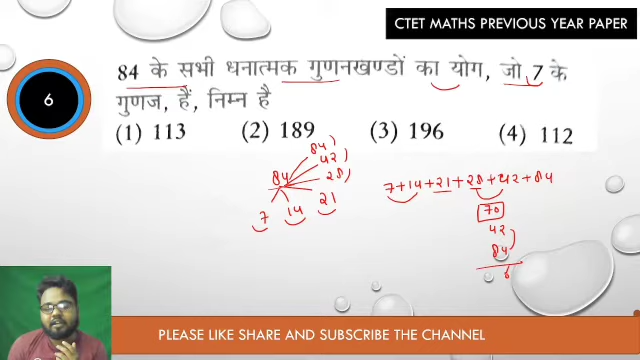 CTET MATHS PREVIOUS YEAR PAPER
6
84 के सभी धनात्मक गुणनखण्डों का योग, जो 7 के
गुणज, हैं, निम्न है
(1) 113 (2) 189 (3) 196 (4) 112
84)
42)
28)
84
21
7 14
7+14+21+28+42+84
70
42
84
6
PLEASE LIKE SHARE AND SUBSCRIBE THE CHANNEL